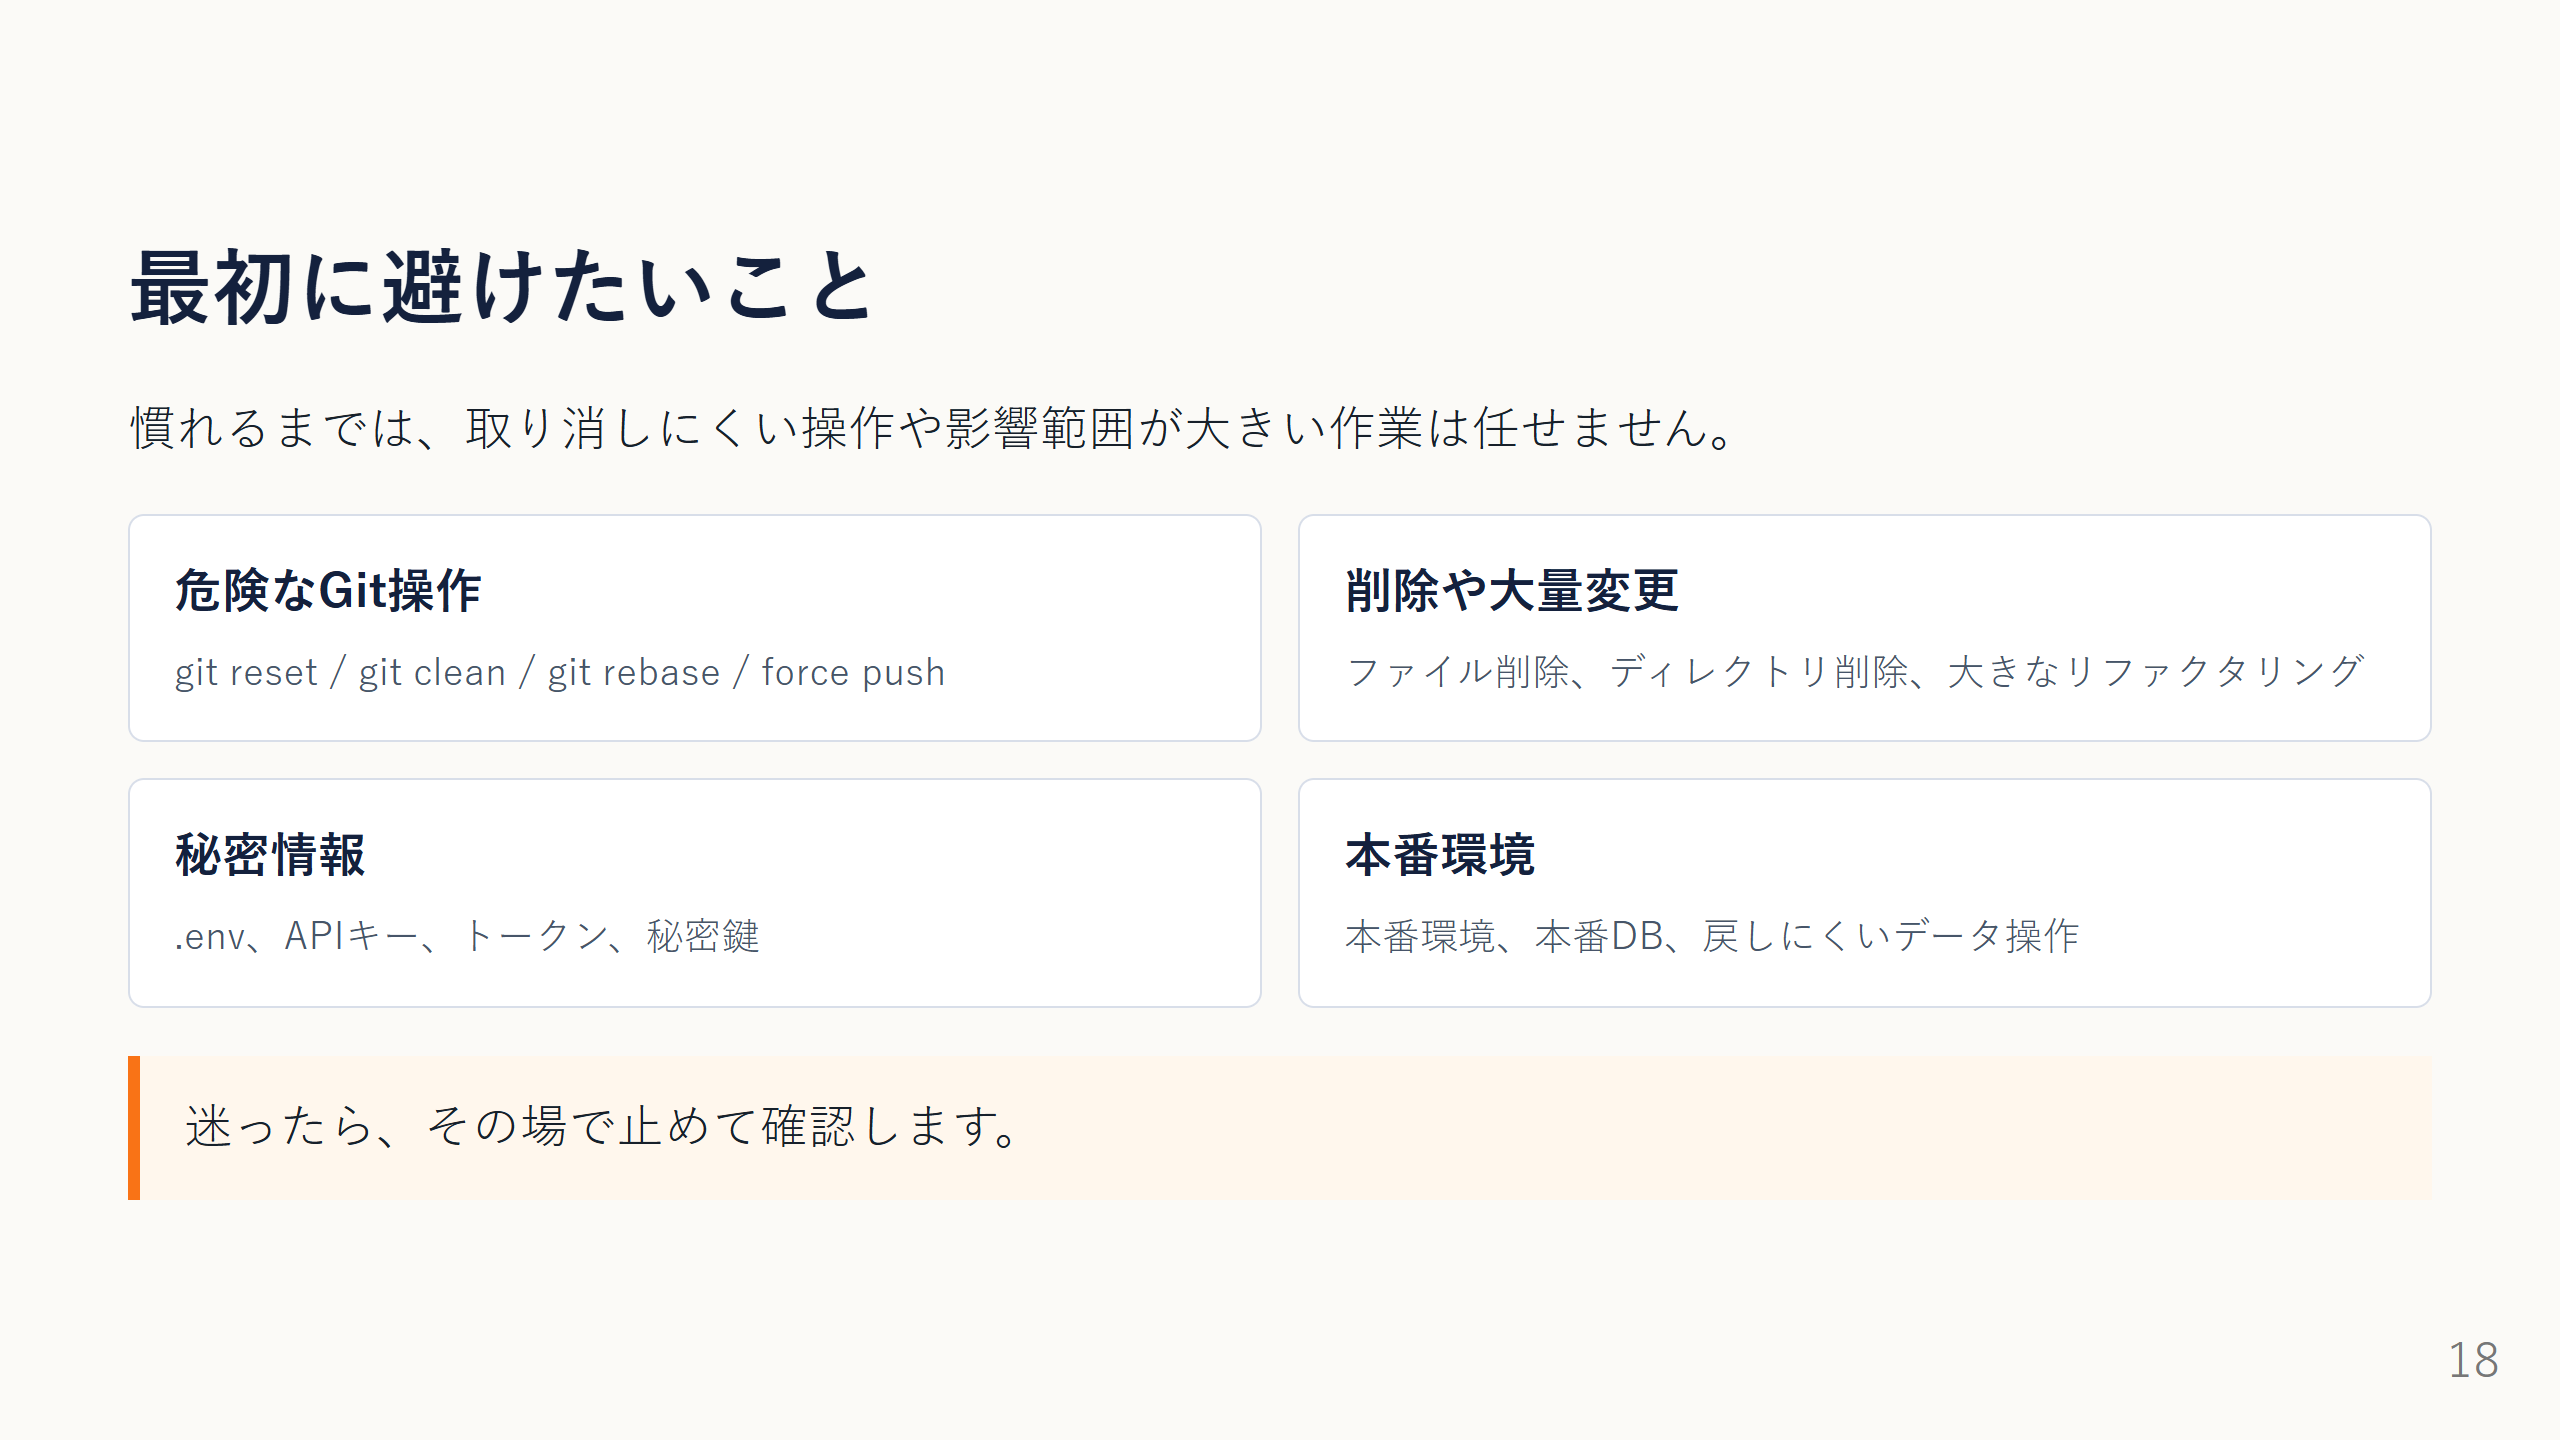 最初に避けたいこと
慣れるまでは、取り消しにくい操作や影響範囲が大きい作業は任せません。
危険なGit操作
git reset / git clean / git rebase / force push
削除や大量変更
ファイル削除、ディレクトリ削除、大きなリファクタリング
秘密情報
.env、APIキー、トークン、秘密鍵
本番環境
本番環境、本番DB、戻しにくいデータ操作
迷ったら、その場で止めて確認します。
18